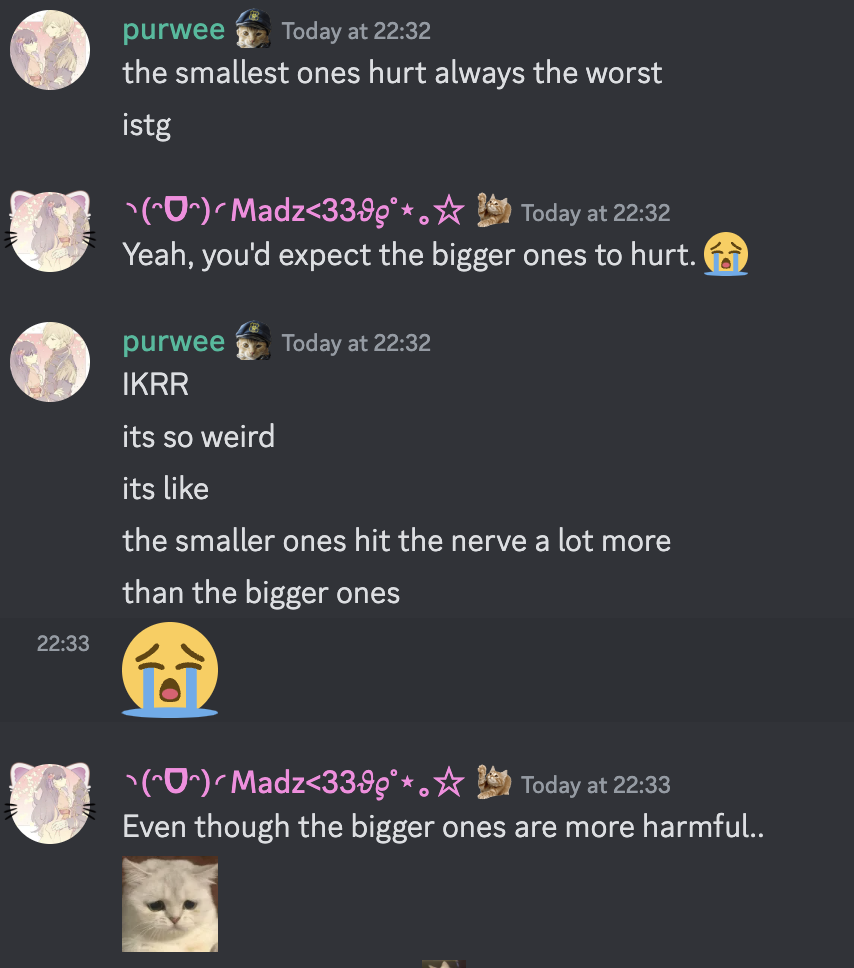 purwee Today at 22:32
the smallest ones hurt always the worst
istg
ヽ(ᵔᗜᵔ)◜Madz<33𝜗𝜚˚⋆｡☆ Today at 22:32
Yeah, you'd expect the bigger ones to hurt. 😭
purwee Today at 22:32
IKRR
its so weird
its like
the smaller ones hit the nerve a lot more
than the bigger ones
22:33 😭
ヽ(ᵔᗜᵔ)◜Madz<33𝜗𝜚˚⋆｡☆ Today at 22:33
Even though the bigger ones are more harmful..